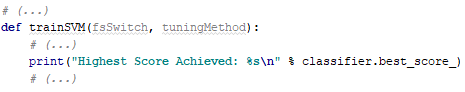 # (...)
def trainSVM(fsSwitch, tuningMethod):
    # (...)
    print("Highest Score Achieved: %s\n" % classifier.best_score_)
    # (...)